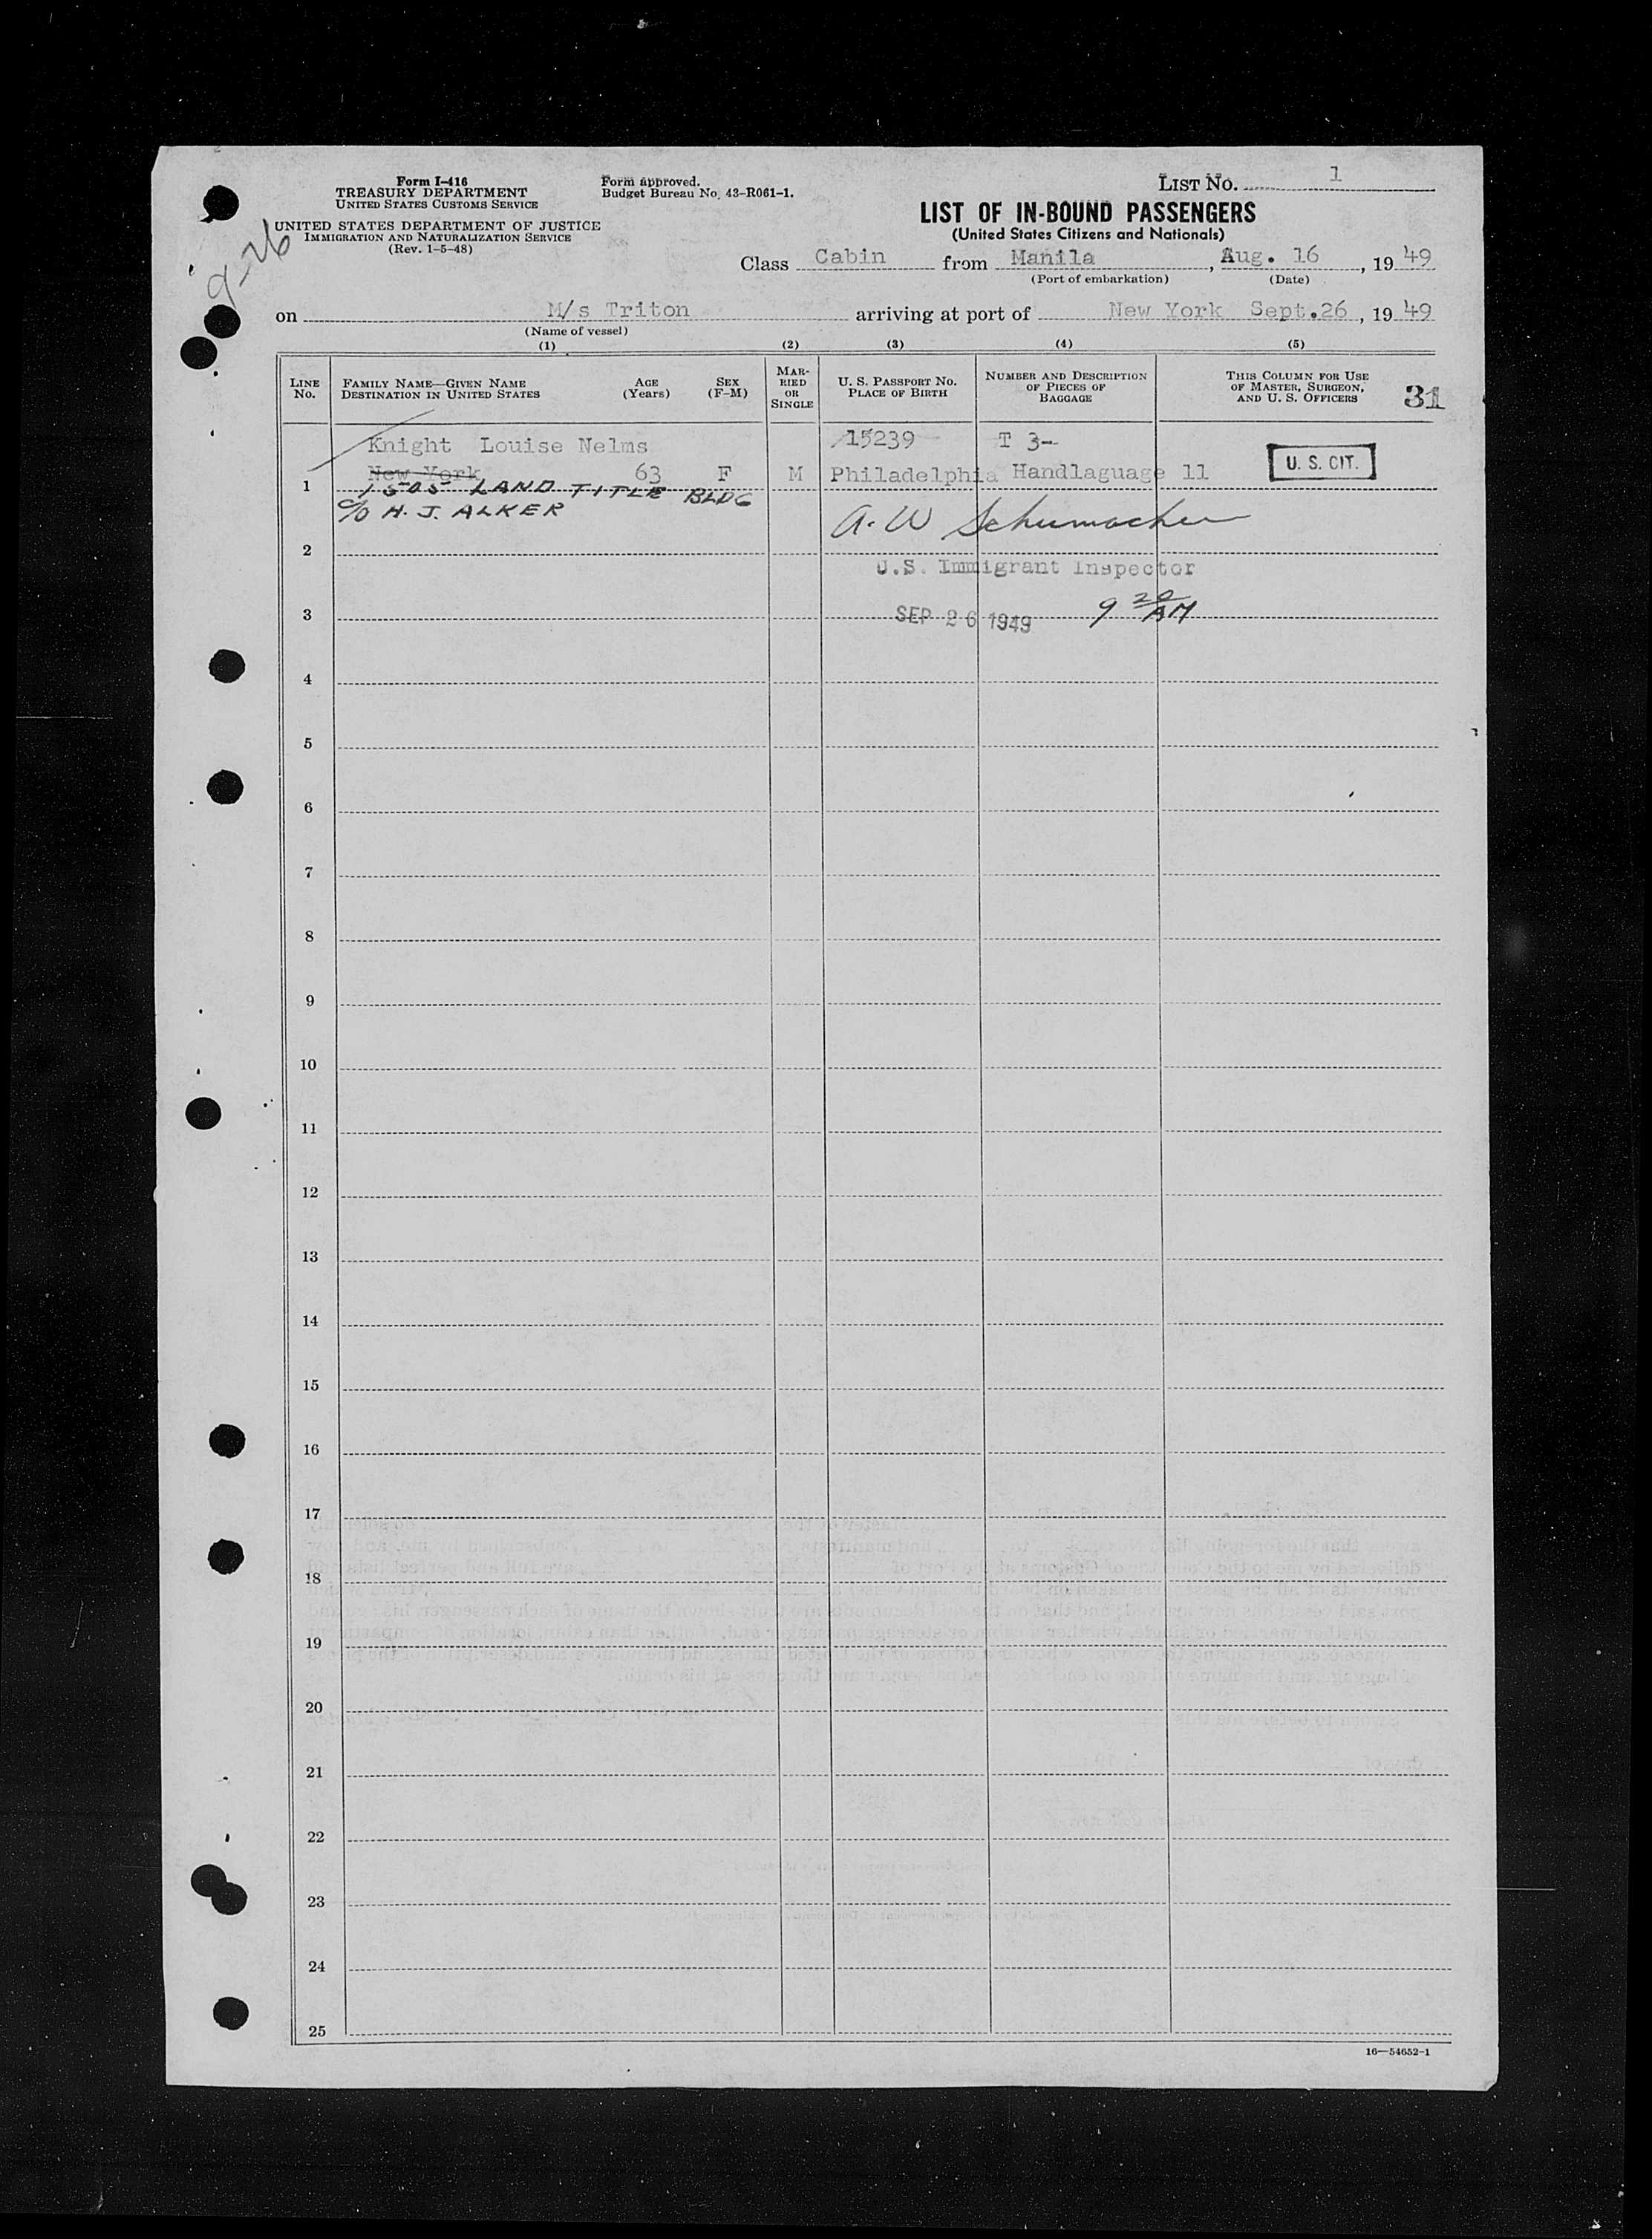 Form I-416
TREASURY DEPARTMENT
UNITED STATES CUSTOMS SERVICE
UNITED STATES DEPARTMENT OF JUSTICE
IMMIGRATION AND NATURALIZATION SERVICE
(Rev. 1-5-48)
Form approved.
Budget Bureau No. 43-R061-1.
9-26
LIST NO. 1
LIST OF IN-BOUND PASSENGERS
(United States Citizens and Nationals)
Class Cabin from Manila, Aug. 16, 19 49
(Port of embarkation) (Date)
on M/s Triton arriving at port of New York Sept.26, 19 49
(Name of vessel)
(1) (2) (3) (4) (5)
LINE No.
FAMILY NAME—GIVEN NAME
DESTINATION IN UNITED STATES
AGE (Years)
SEX (F-M)
MARRIED OR SINGLE
U. S. PASSPORT NO.
PLACE OF BIRTH
NUMBER AND DESCRIPTION OF PIECES OF BAGGAGE
THIS COLUMN FOR USE OF MASTER, SURGEON, AND U. S. OFFICERS
31
Knight Louise Nelms 15239 T 3-
1 New York 63 F M Philadelphia Handlaguage 11 U. S. CIT.
1505 LAND TITLE BLDG
c/o H. J. ALKER
A. W Schumacher
2
U.S. Immigrant Inspector
3 SEP 26 1949 9 20 AM
4
5
6
7
8
9
10
11
12
13
14
15
16
17
18
19
20
21
22
23
24
25
16—54652-1